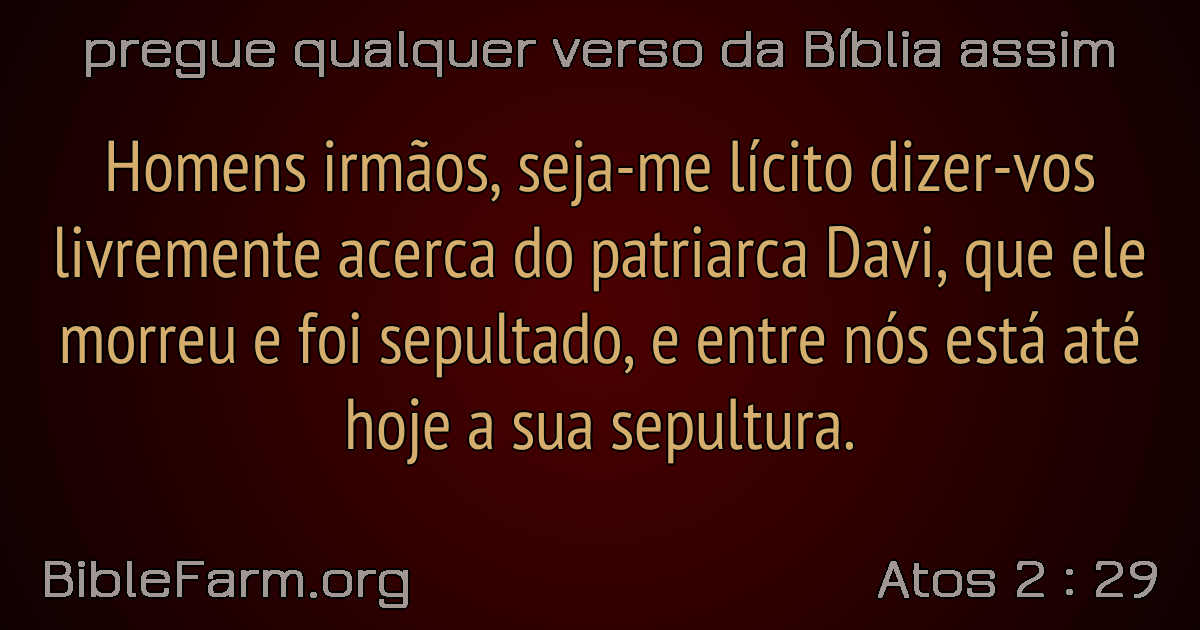 pregue qualquer verso da Bíblia assim
Homens irmãos, seja-me lícito dizer-vos
livremente acerca do patriarca Davi, que ele
morreu e foi sepultado, e entre nós está até
hoje a sua sepultura.
BibleFarm.org
Atos 2 : 29